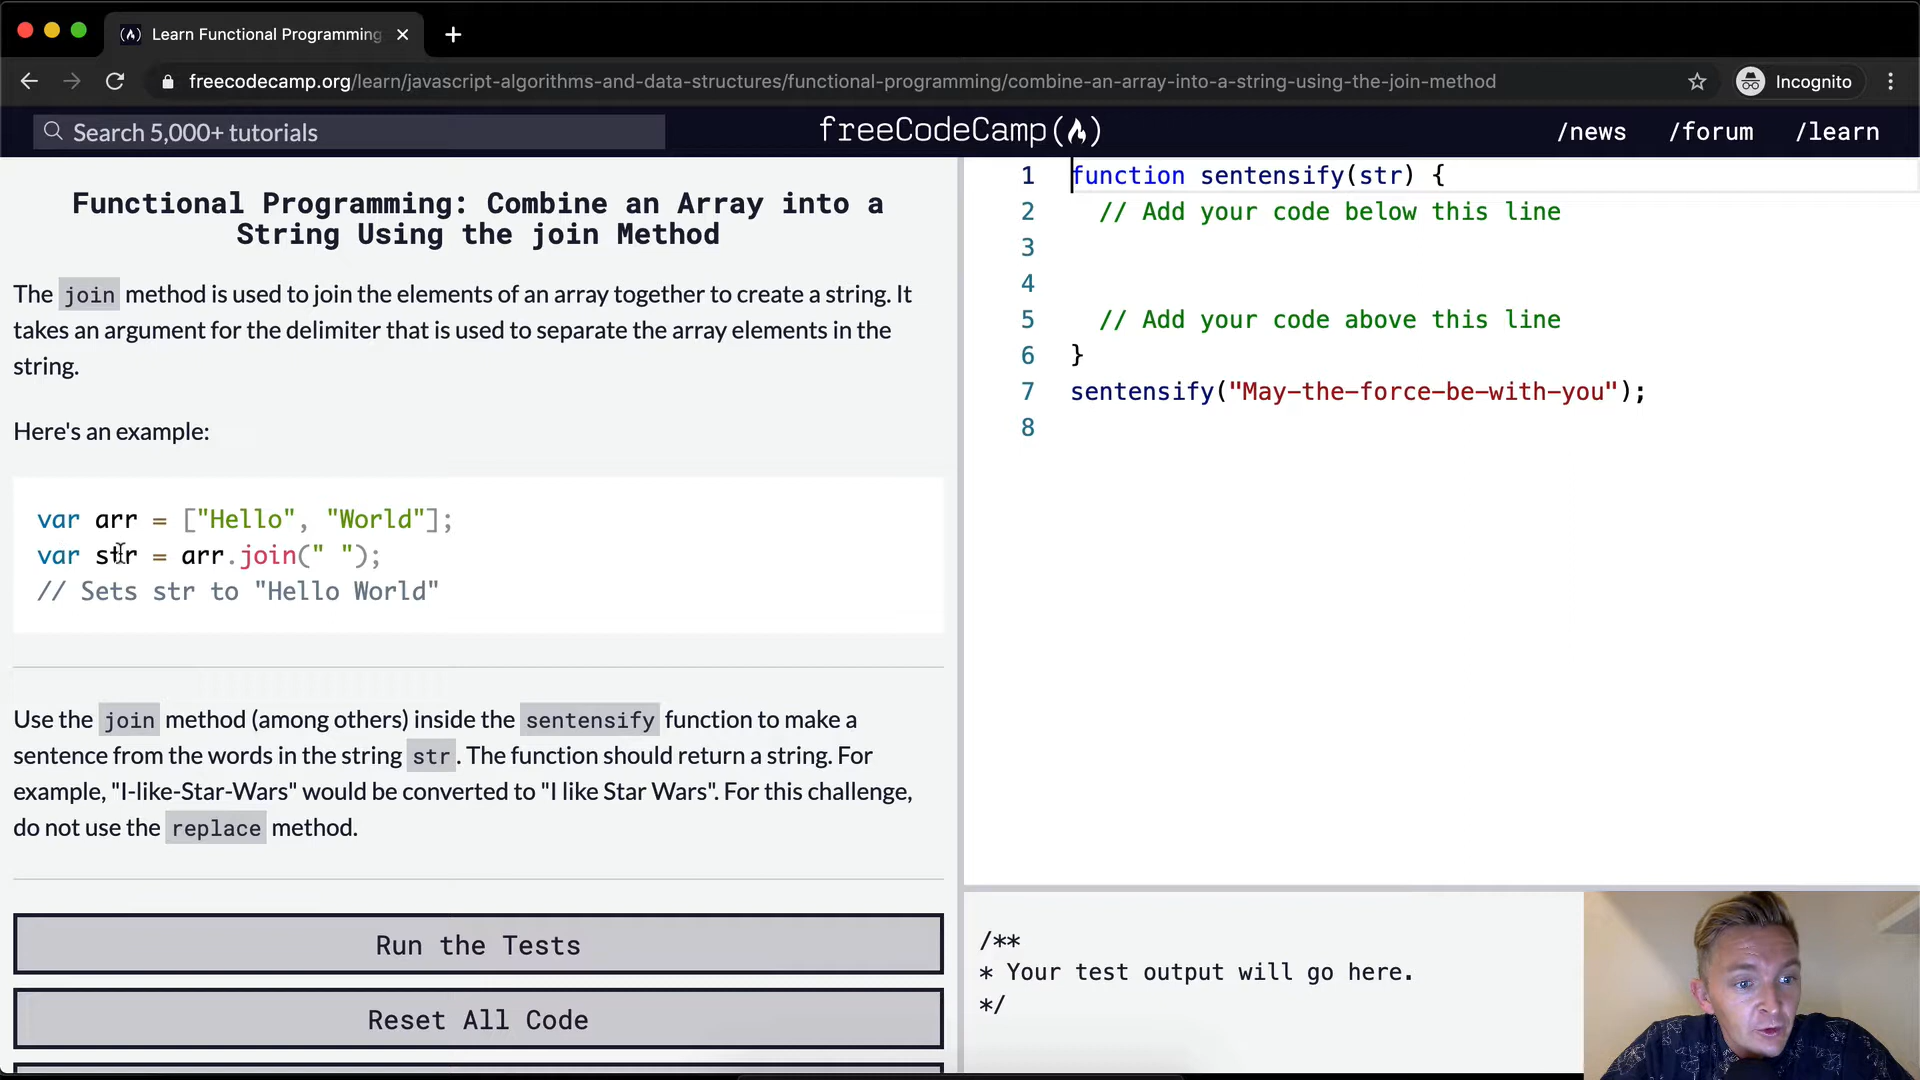 Learn Functional Programming
freecodecamp.org/learn/javascript-algorithms-and-data-structures/functional-programming/combine-an-array-into-a-string-using-the-join-method
Incognito
Search 5,000+ tutorials
freeCodeCamp(🔥)
/news /forum /learn
Functional Programming: Combine an Array into a
String Using the join Method
The join method is used to join the elements of an array together to create a string. It
takes an argument for the delimiter that is used to separate the array elements in the
string.
Here's an example:
var arr = ["Hello", "World"];
var str = arr.join(" ");
// Sets str to "Hello World"
Use the join method (among others) inside the sentensify function to make a
sentence from the words in the string str. The function should return a string. For
example, "I-like-Star-Wars" would be converted to "I like Star Wars". For this challenge,
do not use the replace method.
Run the Tests
Reset All Code
1 function sentensify(str) {
2 // Add your code below this line
3
4
5 // Add your code above this line
6 }
7 sentensify("May-the-force-be-with-you");
8
/**
* Your test output will go here.
*/